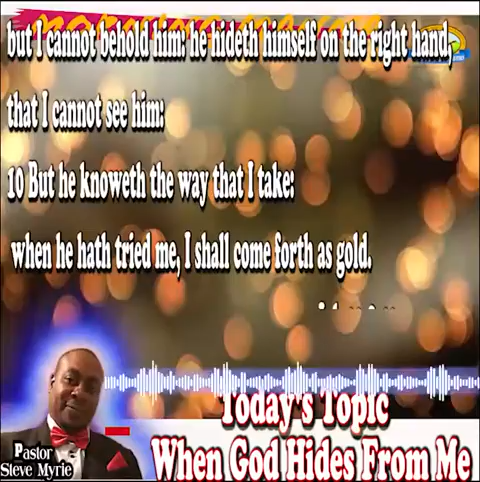 but I cannot behold him: he hideth himself on the right hand,
that I cannot see him:
10 But he knoweth the way that I take:
when he hath tried me, I shall come forth as gold.
Today's Topic
When God Hides From Me
Pastor
Steve Myrie